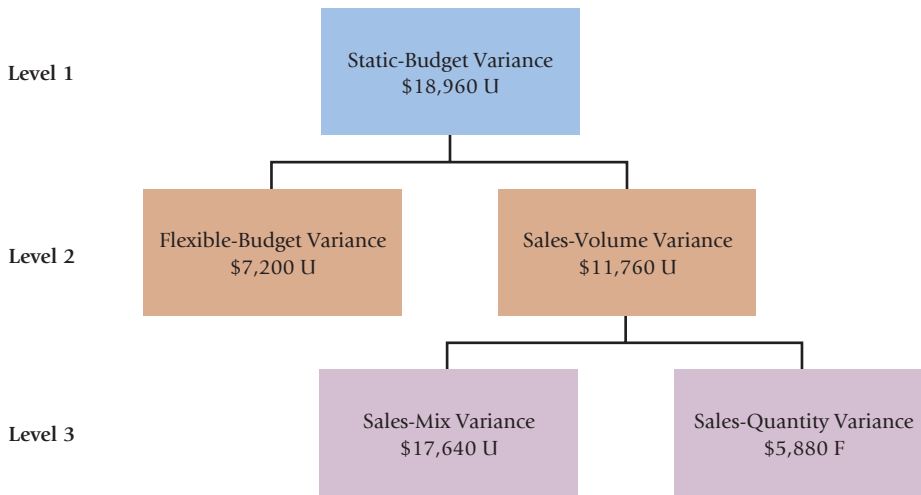 Level 1
Static-Budget Variance
$18,960 U
Level 2
Flexible-Budget Variance
$7,200 U
Sales-Volume Variance
$11,760 U
Level 3
Sales-Mix Variance
$17,640 U
Sales-Quantity Variance
$5,880 F